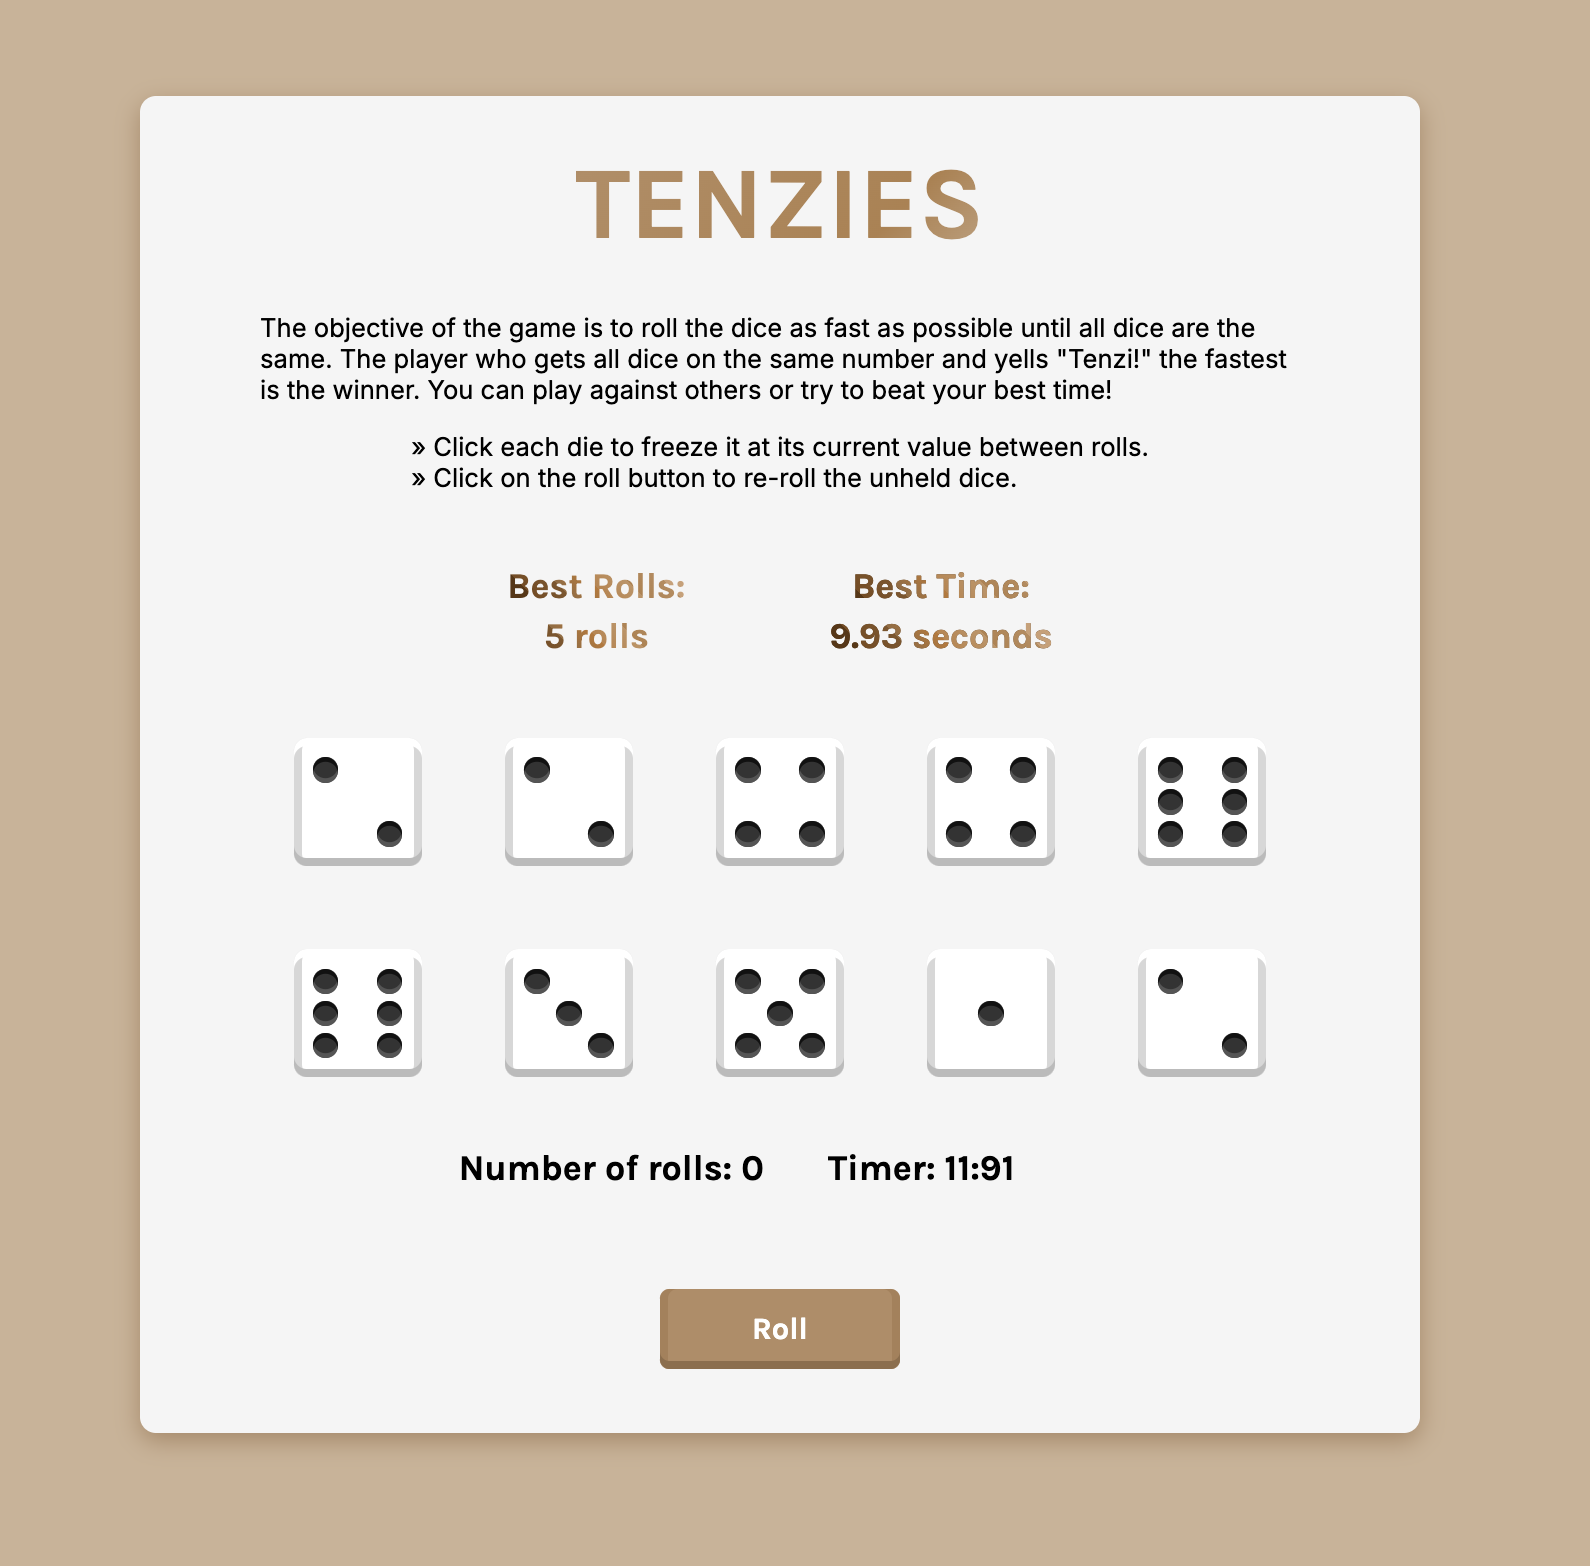 TENZIES
The objective of the game is to roll the dice as fast as possible until all dice are the
same. The player who gets all dice on the same number and yells "Tenzi!" the fastest
is the winner. You can play against others or try to beat your best time!
» Click each die to freeze it at its current value between rolls.
» Click on the roll button to re-roll the unheld dice.
Best Rolls:
5 rolls
Best Time:
9.93 seconds
Number of rolls: 0
Timer: 11:91
Roll